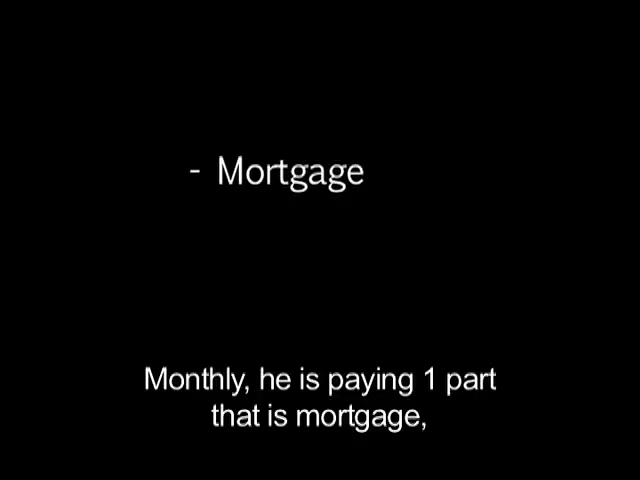 - Mortgage
Monthly, he is paying 1 part
that is mortgage,